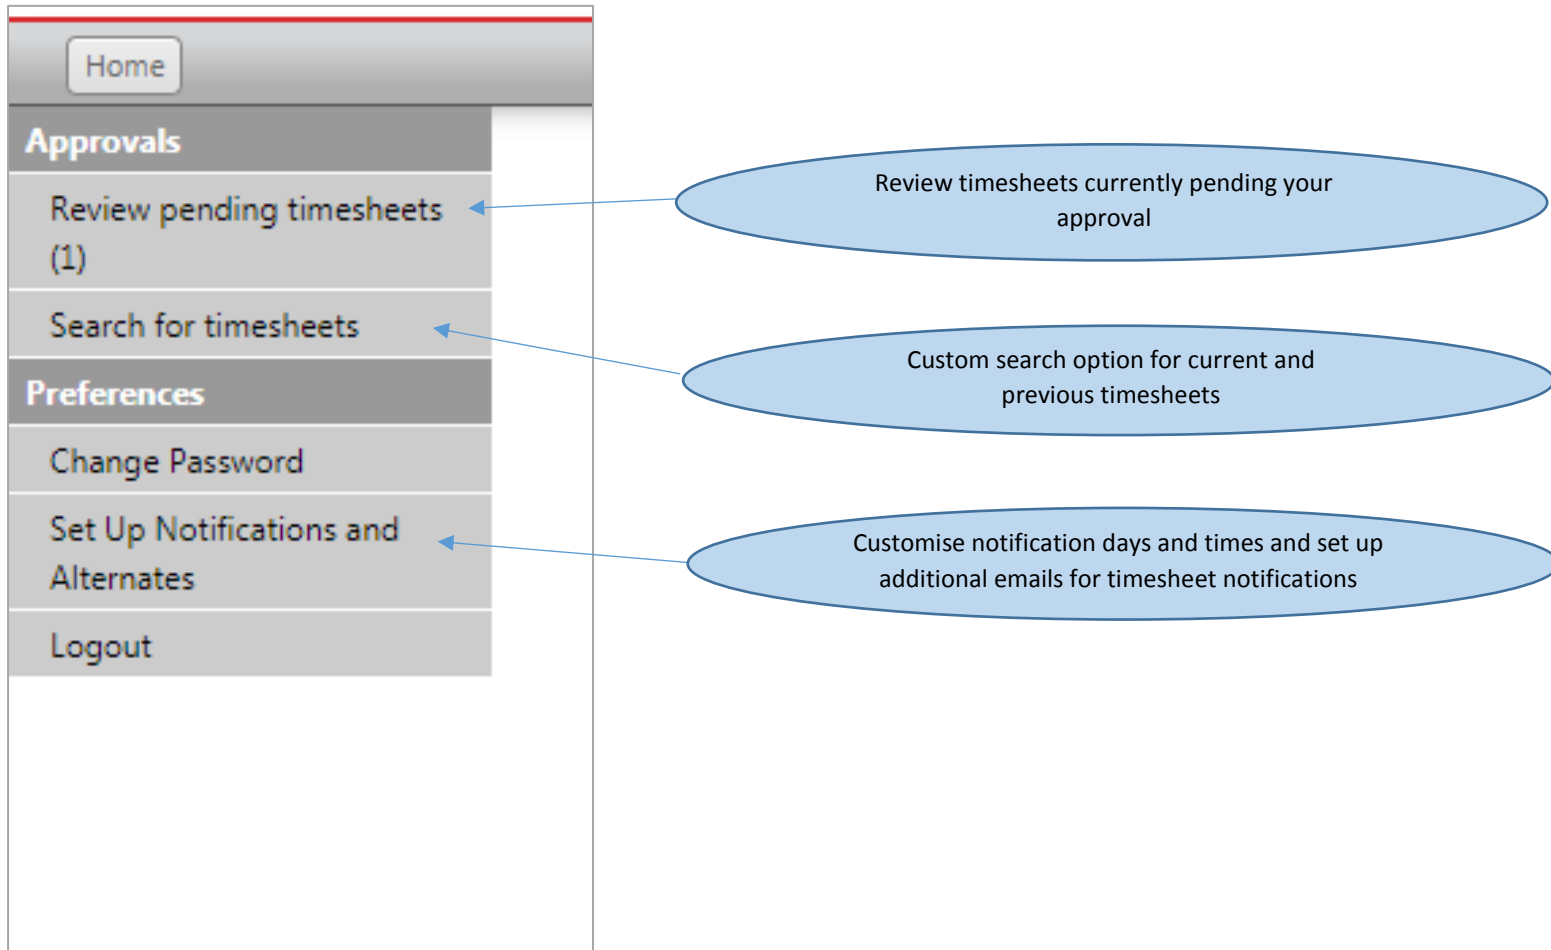 Home
Approvals
Review pending timesheets
(1)
Search for timesheets
Preferences
Change Password
Set Up Notifications and
Alternates
Logout
Review timesheets currently pending your
approval
Custom search option for current and
previous timesheets
Customise notification days and times and set up
additional emails for timesheet notifications